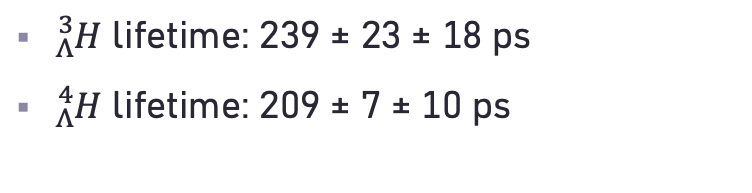 ▪ ³ΛH lifetime: 239 ± 23 ± 18 ps
▪ ⁴ΛH lifetime: 209 ± 7 ± 10 ps